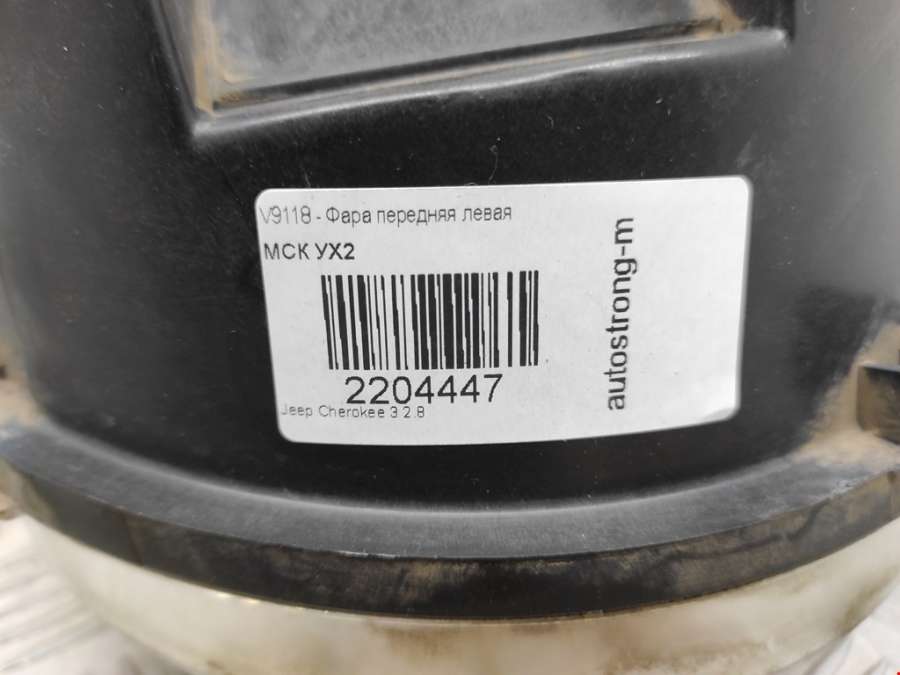 V9118 - Фара передняя левая
МСК УХ2
2204447
Jeep Cherokee 3 2.8
autostrong-m